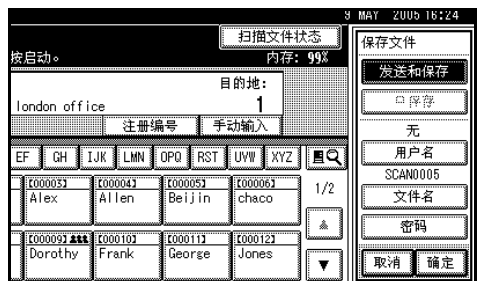 9 MAY 2005 16:24
扫描文件状态
按启动。
内存: 99%
目的地:
london office
1
注册编号
手动输入
EF GH IJK LMN OPQ RST UVW XYZ
[00003] [00004] [00005] [00006]
Alex Allen Beijin chaco
1/2
[00009] [00010] [00011] [00012]
Dorothy Frank George Jones
保存文件
发送和保存
只保存
无
用户名
SCAN0005
文件名
密码
取消 确定